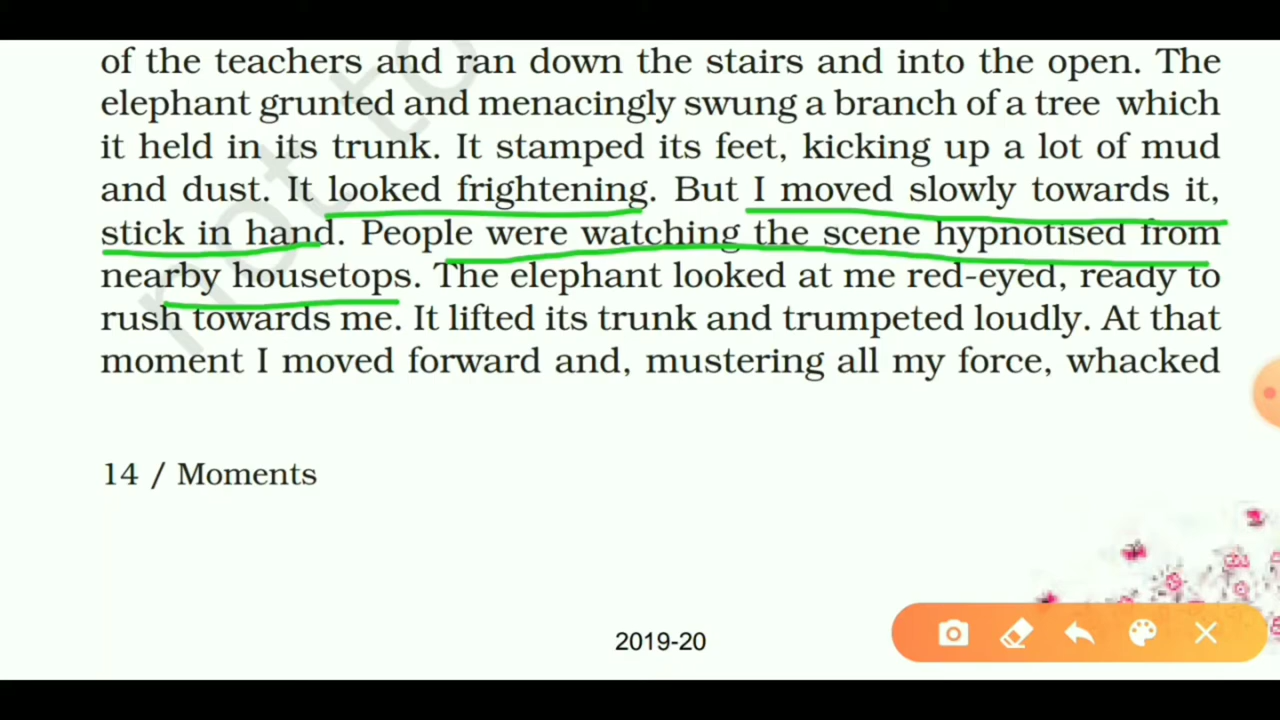 of the teachers and ran down the stairs and into the open. The
elephant grunted and menacingly swung a branch of a tree which
it held in its trunk. It stamped its feet, kicking up a lot of mud
and dust. It looked frightening. But I moved slowly towards it,
stick in hand. People were watching the scene hypnotised from
nearby housetops. The elephant looked at me red-eyed, ready to
rush towards me. It lifted its trunk and trumpeted loudly. At that
moment I moved forward and, mustering all my force, whacked
14 / Moments
2019-20
not to